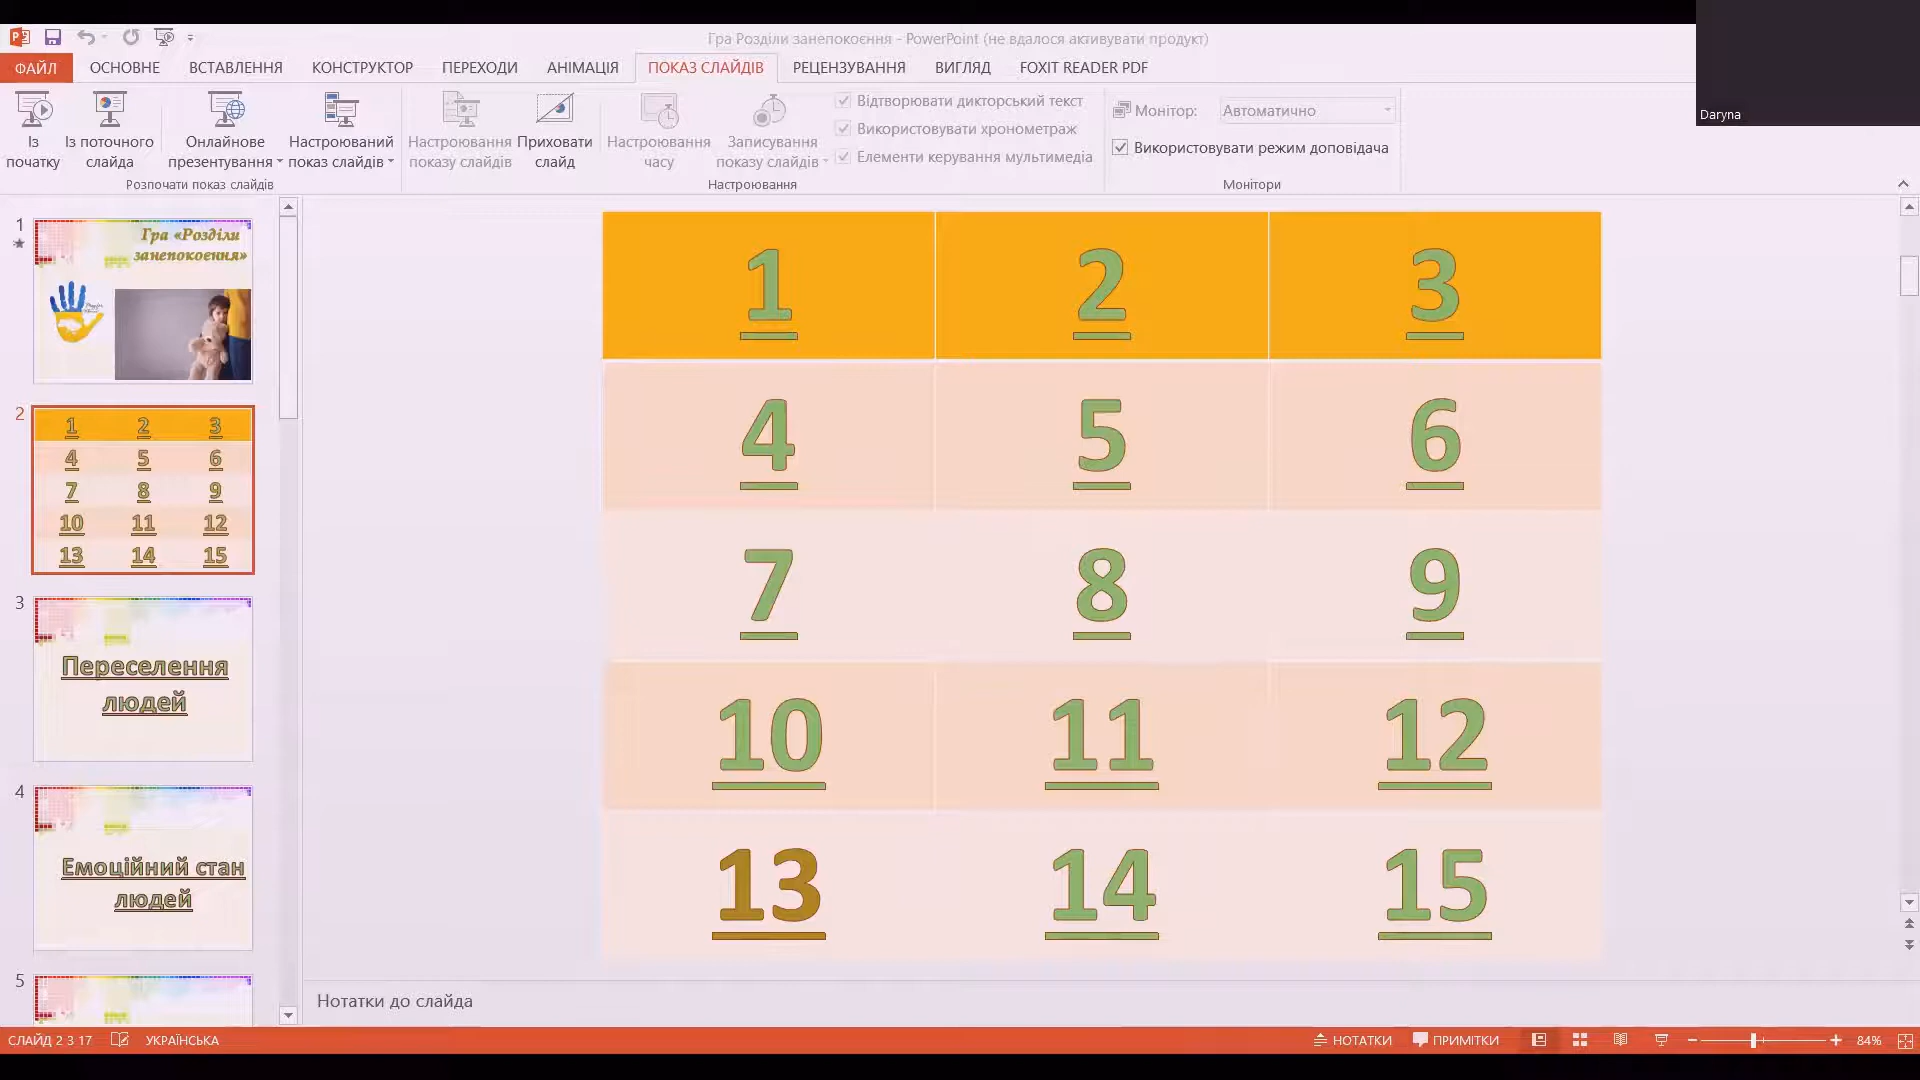 Гра Розділи занепокоєння - PowerPoint (не вдалося активувати продукт)
ФАЙЛ ОСНОВНЕ ВСТАВЛЕННЯ КОНСТРУКТОР ПЕРЕХОДИ АНІМАЦІЯ ПОКАЗ СЛАЙДІВ РЕЦЕНЗУВАННЯ ВИГЛЯД FOXIT READER PDF
Daryna
Із початку
Із поточного слайда
Онлайнове презентування
Настроюваний показ слайдів
Розпочати показ слайдів
Настроювання показу слайдів
Приховати слайд
Настроювання часу
Записування показу слайдів
Відтворювати дикторський текст
Використовувати хронометраж
Елементи керування мультимедіа
Настроювання
Монітор: Автоматично
Використовувати режим доповідача
Монітори
1
Гра «Розділи
занепокоєння»
2
1 2 3
4 5 6
7 8 9
10 11 12
13 14 15
3
Переселення
людей
4
Емоційний стан
людей
5
1 2 3
4 5 6
7 8 9
10 11 12
13 14 15
Нотатки до слайда
СЛАЙД 2 З 17 УКРАЇНСЬКА НОТАТКИ ПРИМІТКИ 84%